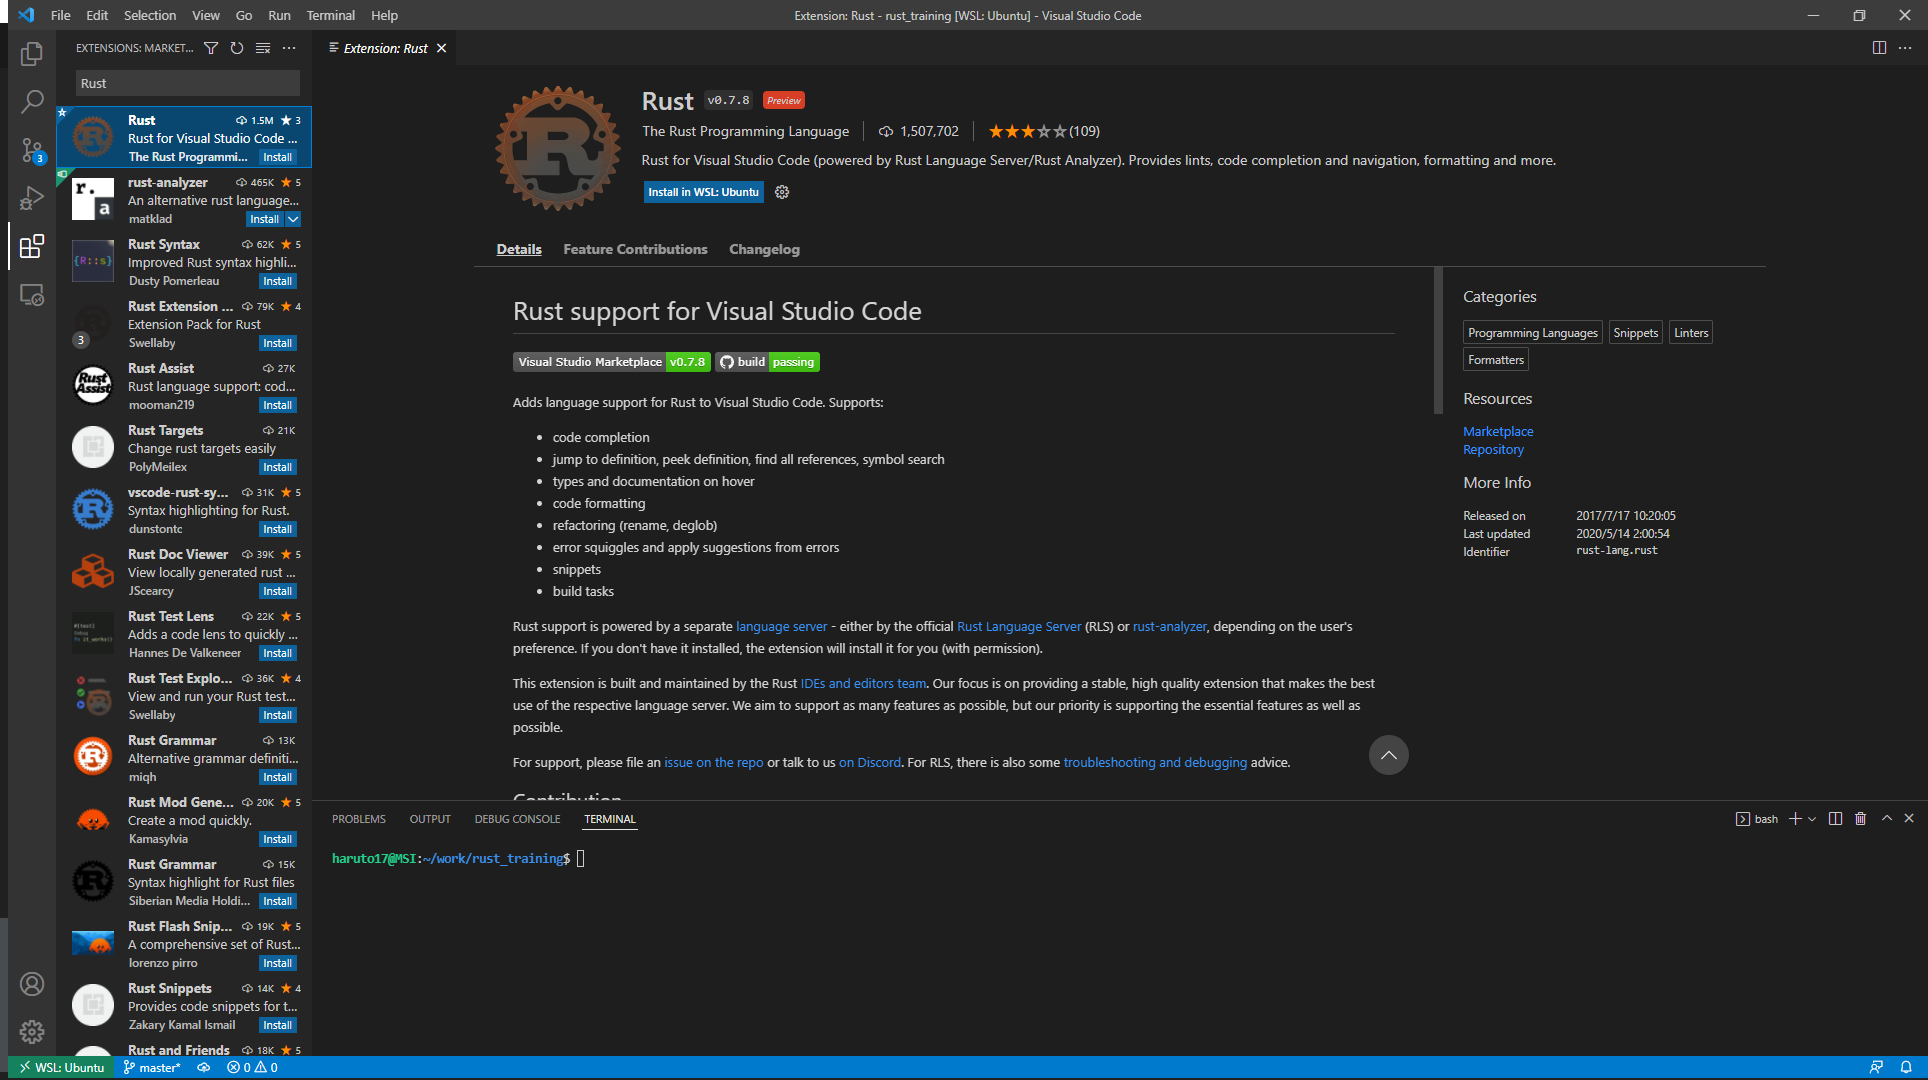 File Edit Selection View Go Run Terminal Help
Extension: Rust - rust_training [WSL: Ubuntu] - Visual Studio Code
EXTENSIONS: MARKET...
Rust
Rust 1.5M 3
Rust for Visual Studio Code ...
The Rust Programmi... Install
r.a
rust-analyzer 465K 5
An alternative rust language...
matklad Install
{R::s}
Rust Syntax 62K 5
Improved Rust syntax highli...
Dusty Pomerleau Install
Rust Extension ... 79K 4
Extension Pack for Rust
3
Swellaby Install
Rust Assist
Rust Assist 27K
Rust language support: cod...
mooman219 Install
Rust Targets 21K
Change rust targets easily
PolyMeilex Install
vscode-rust-sy... 31K 5
Syntax highlighting for Rust.
dunstontc Install
Rust Doc Viewer 39K 5
View locally generated rust ...
JScearcy Install
Rust Test Lens 22K 5
Adds a code lens to quickly ...
Hannes De Valkeneer Install
Rust Test Explo... 36K 4
View and run your Rust test...
Swellaby Install
Rust Grammar 13K
Alternative grammar definiti...
miqh Install
Rust Mod Gene... 20K 5
Create a mod quickly.
Kamasylvia Install
Rust Grammar 15K
Syntax highlight for Rust files
Siberian Media Holdi... Install
Rust Flash Snip... 19K 5
A comprehensive set of Rust...
lorenzo pirro Install
Rust Snippets 14K 4
Provides code snippets for t...
Zakary Kamal Ismail Install
Rust and Friends 18K 5
3
Extension: Rust
Rust v0.7.8 Preview
The Rust Programming Language 1,507,702 (109)
Rust for Visual Studio Code (powered by Rust Language Server/Rust Analyzer). Provides lints, code completion and navigation, formatting and more.
Install in WSL: Ubuntu
Details Feature Contributions Changelog
Rust support for Visual Studio Code
Visual Studio Marketplace v0.7.8 build passing
Adds language support for Rust to Visual Studio Code. Supports:
• code completion
• jump to definition, peek definition, find all references, symbol search
• types and documentation on hover
• code formatting
• refactoring (rename, deglob)
• error squiggles and apply suggestions from errors
• snippets
• build tasks
Rust support is powered by a separate language server - either by the official Rust Language Server (RLS) or rust-analyzer, depending on the user's
preference. If you don't have it installed, the extension will install it for you (with permission).
This extension is built and maintained by the Rust IDEs and editors team. Our focus is on providing a stable, high quality extension that makes the best
use of the respective language server. We aim to support as many features as possible, but our priority is supporting the essential features as well as
possible.
For support, please file an issue on the repo or talk to us on Discord. For RLS, there is also some troubleshooting and debugging advice.
Contribution
Categories
Programming Languages Snippets Linters
Formatters
Resources
Marketplace
Repository
More Info
Released on 2017/7/17 10:20:05
Last updated 2020/5/14 2:00:54
Identifier rust-lang.rust
PROBLEMS OUTPUT DEBUG CONSOLE TERMINAL
bash
haruto17@MSI:~/work/rust_training$
WSL: Ubuntu master* 0 0